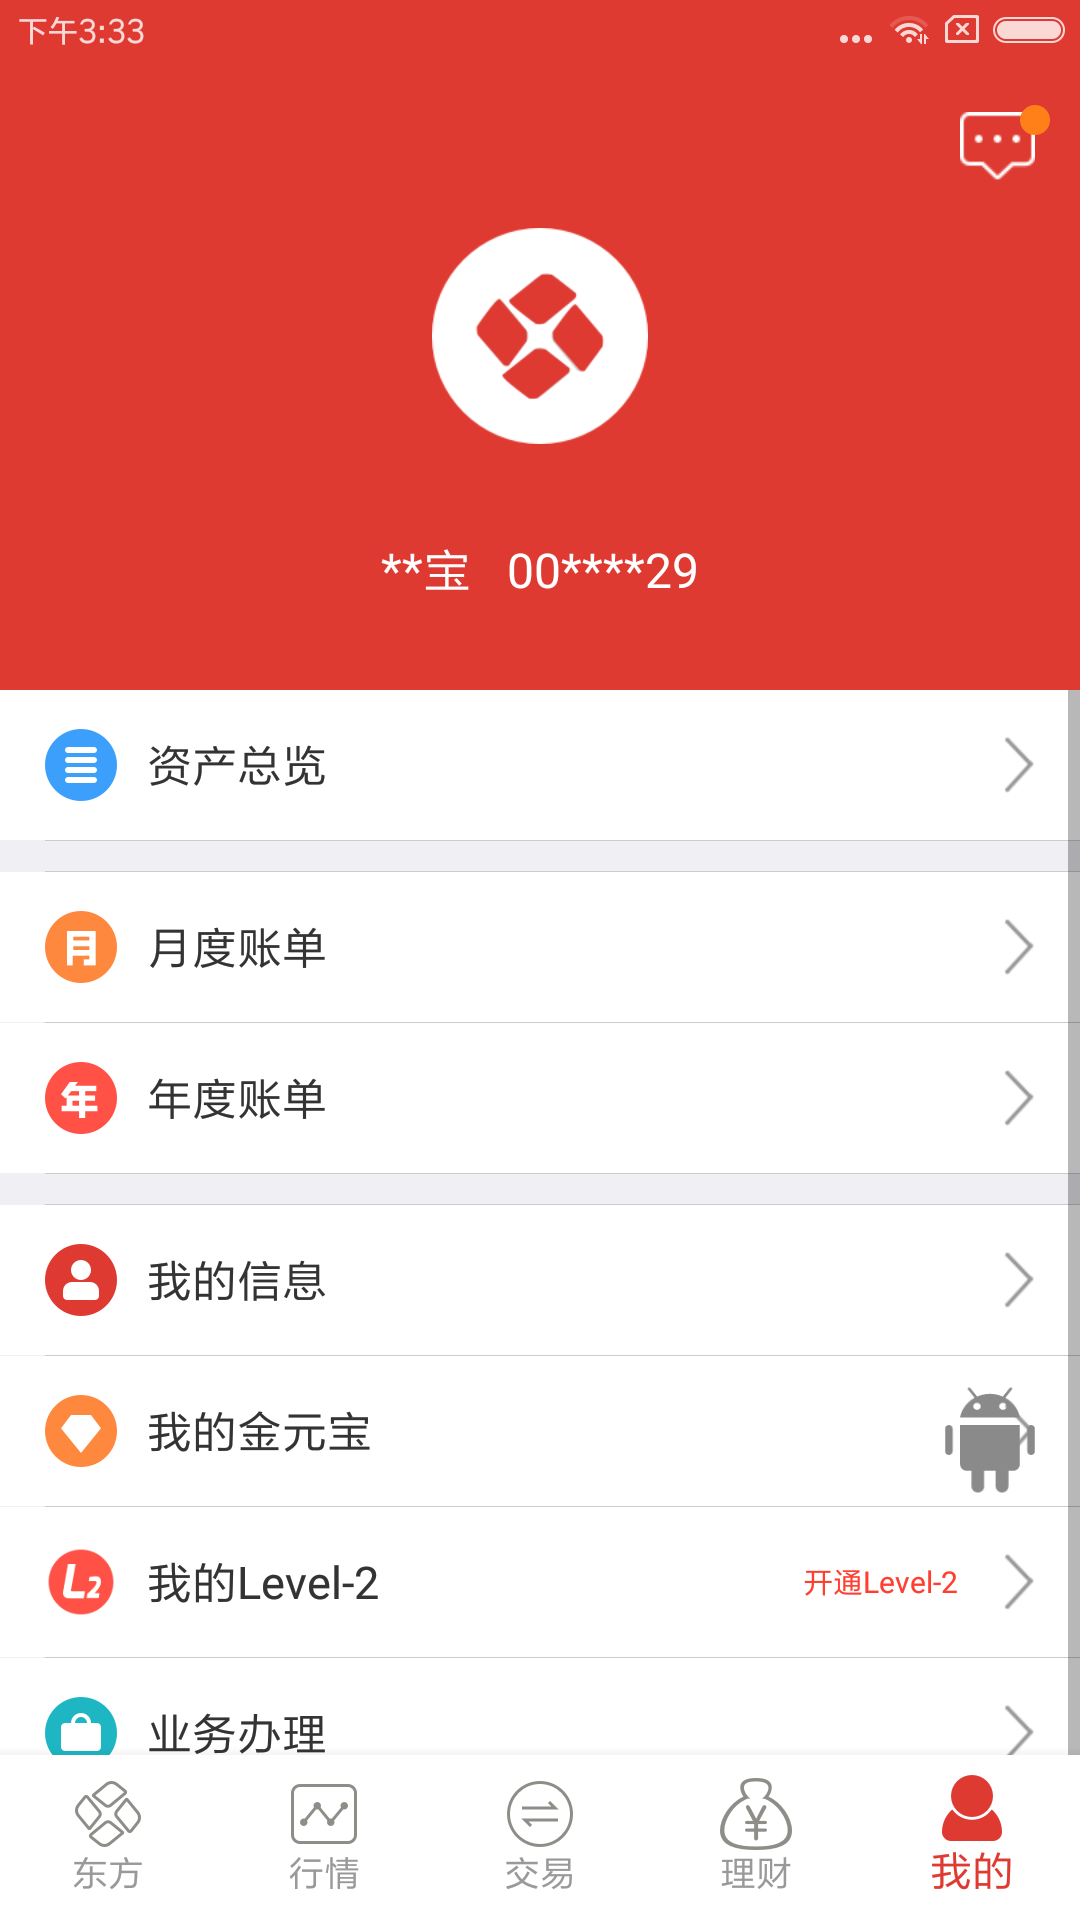 下午3:33
**宝 00****29
资产总览
月 月度账单
年 年度账单
我的信息
我的金元宝
L2 我的Level-2 开通Level-2
业务办理
东方 行情 交易 理财 我的